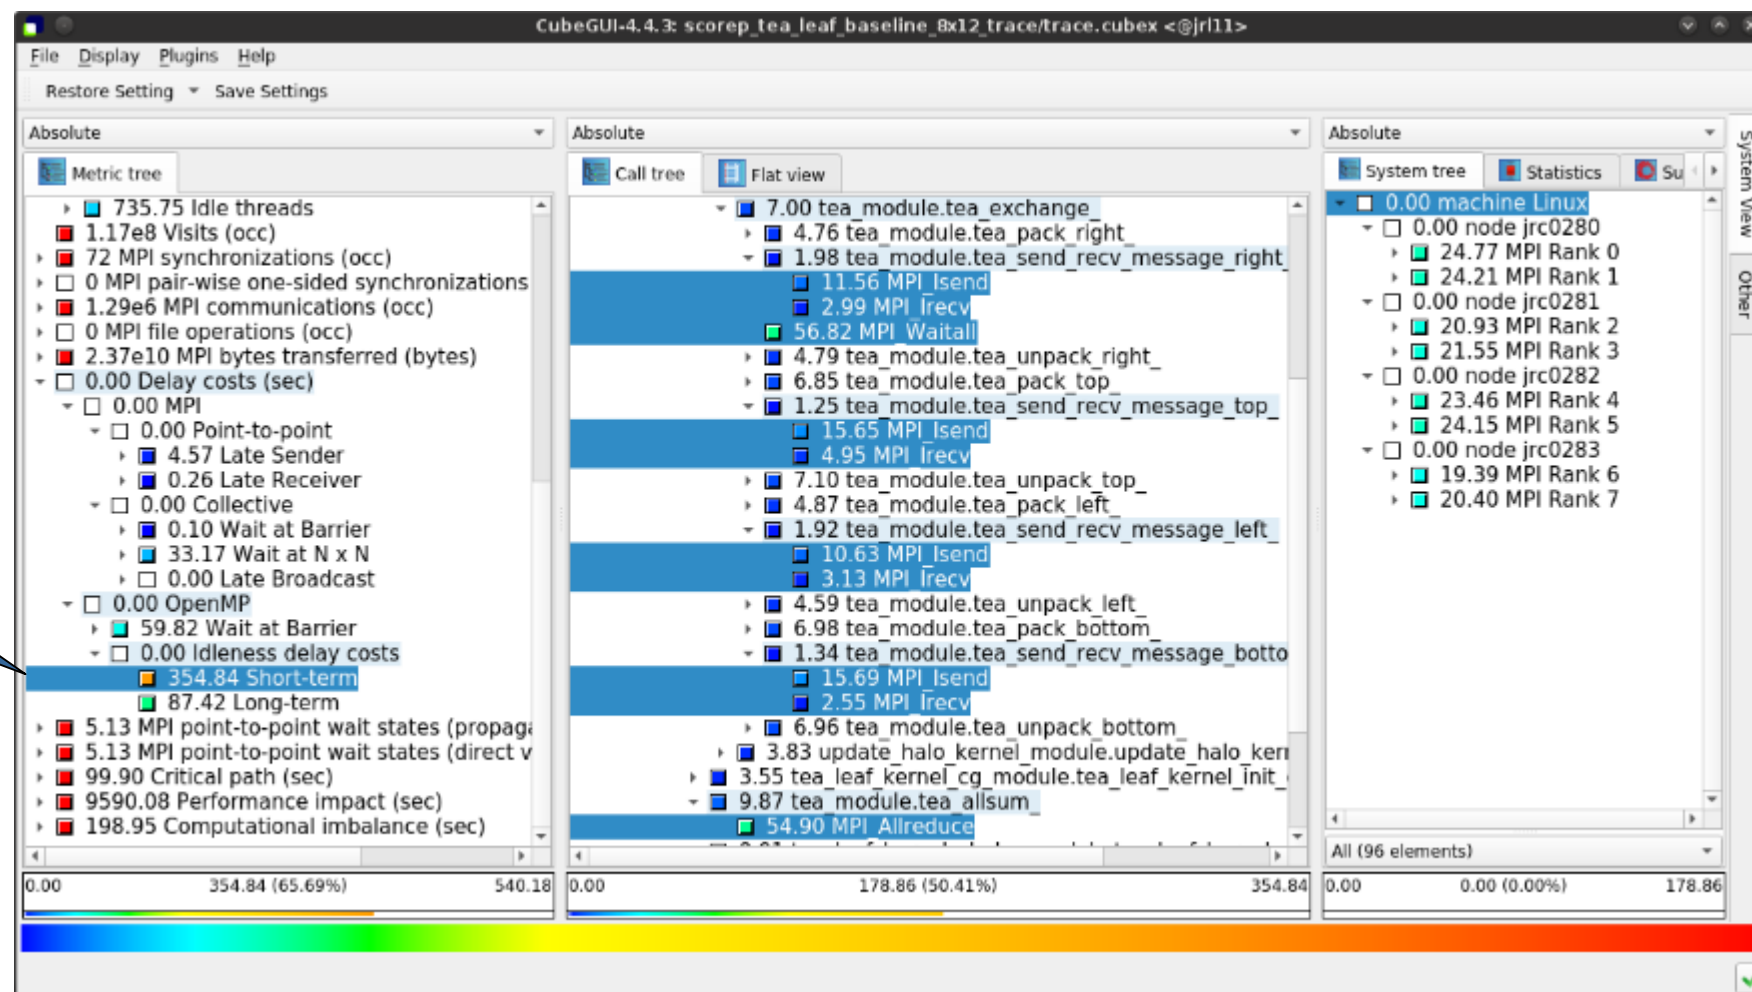 CubeGUI-4.4.3: scorep_tea_leaf_baseline_8x12_trace/trace.cubex <@jrl11>
File Display Plugins Help
Restore Setting Save Settings
Absolute
Metric tree
735.75 Idle threads
1.17e8 Visits (occ)
72 MPI synchronizations (occ)
0 MPI pair-wise one-sided synchronizations
1.29e6 MPI communications (occ)
0 MPI file operations (occ)
2.37e10 MPI bytes transferred (bytes)
0.00 Delay costs (sec)
0.00 MPI
0.00 Point-to-point
4.57 Late Sender
0.26 Late Receiver
0.00 Collective
0.10 Wait at Barrier
33.17 Wait at N x N
0.00 Late Broadcast
0.00 OpenMP
59.82 Wait at Barrier
0.00 Idleness delay costs
354.84 Short-term
87.42 Long-term
5.13 MPI point-to-point wait states (propag
5.13 MPI point-to-point wait states (direct
99.90 Critical path (sec)
9590.08 Performance impact (sec)
198.95 Computational imbalance (sec)
0.00 354.84 (65.69%) 540.18
Absolute
Call tree Flat view
7.00 tea_module.tea_exchange_
4.76 tea_module.tea_pack_right_
1.98 tea_module.tea_send_recv_message_right_
11.56 MPI_Isend
2.99 MPI_Irecv
56.82 MPI_Waitall
4.79 tea_module.tea_unpack_right_
6.85 tea_module.tea_pack_top_
1.25 tea_module.tea_send_recv_message_top_
15.65 MPI_Isend
4.95 MPI_Irecv
7.10 tea_module.tea_unpack_top_
4.87 tea_module.tea_pack_left_
1.92 tea_module.tea_send_recv_message_left_
10.63 MPI_Isend
3.13 MPI_Irecv
4.59 tea_module.tea_unpack_left_
6.98 tea_module.tea_pack_bottom_
1.34 tea_module.tea_send_recv_message_botto
15.69 MPI_Isend
2.55 MPI_Irecv
6.96 tea_module.tea_unpack_bottom_
3.83 update_halo_kernel_module.update_halo_kern
3.55 tea_leaf_kernel_cg_module.tea_leaf_kernel_init_
9.87 tea_module.tea_allsum_
54.90 MPI_Allreduce
0.00 178.86 (50.41%) 354.84
Absolute
System tree Statistics Su
0.00 machine Linux
0.00 node jrc0280
24.77 MPI Rank 0
24.21 MPI Rank 1
0.00 node jrc0281
20.93 MPI Rank 2
21.55 MPI Rank 3
0.00 node jrc0282
23.46 MPI Rank 4
24.15 MPI Rank 5
0.00 node jrc0283
19.39 MPI Rank 6
20.40 MPI Rank 7
All (96 elements)
0.00 0.00 (0.00%) 178.86
System View
Other